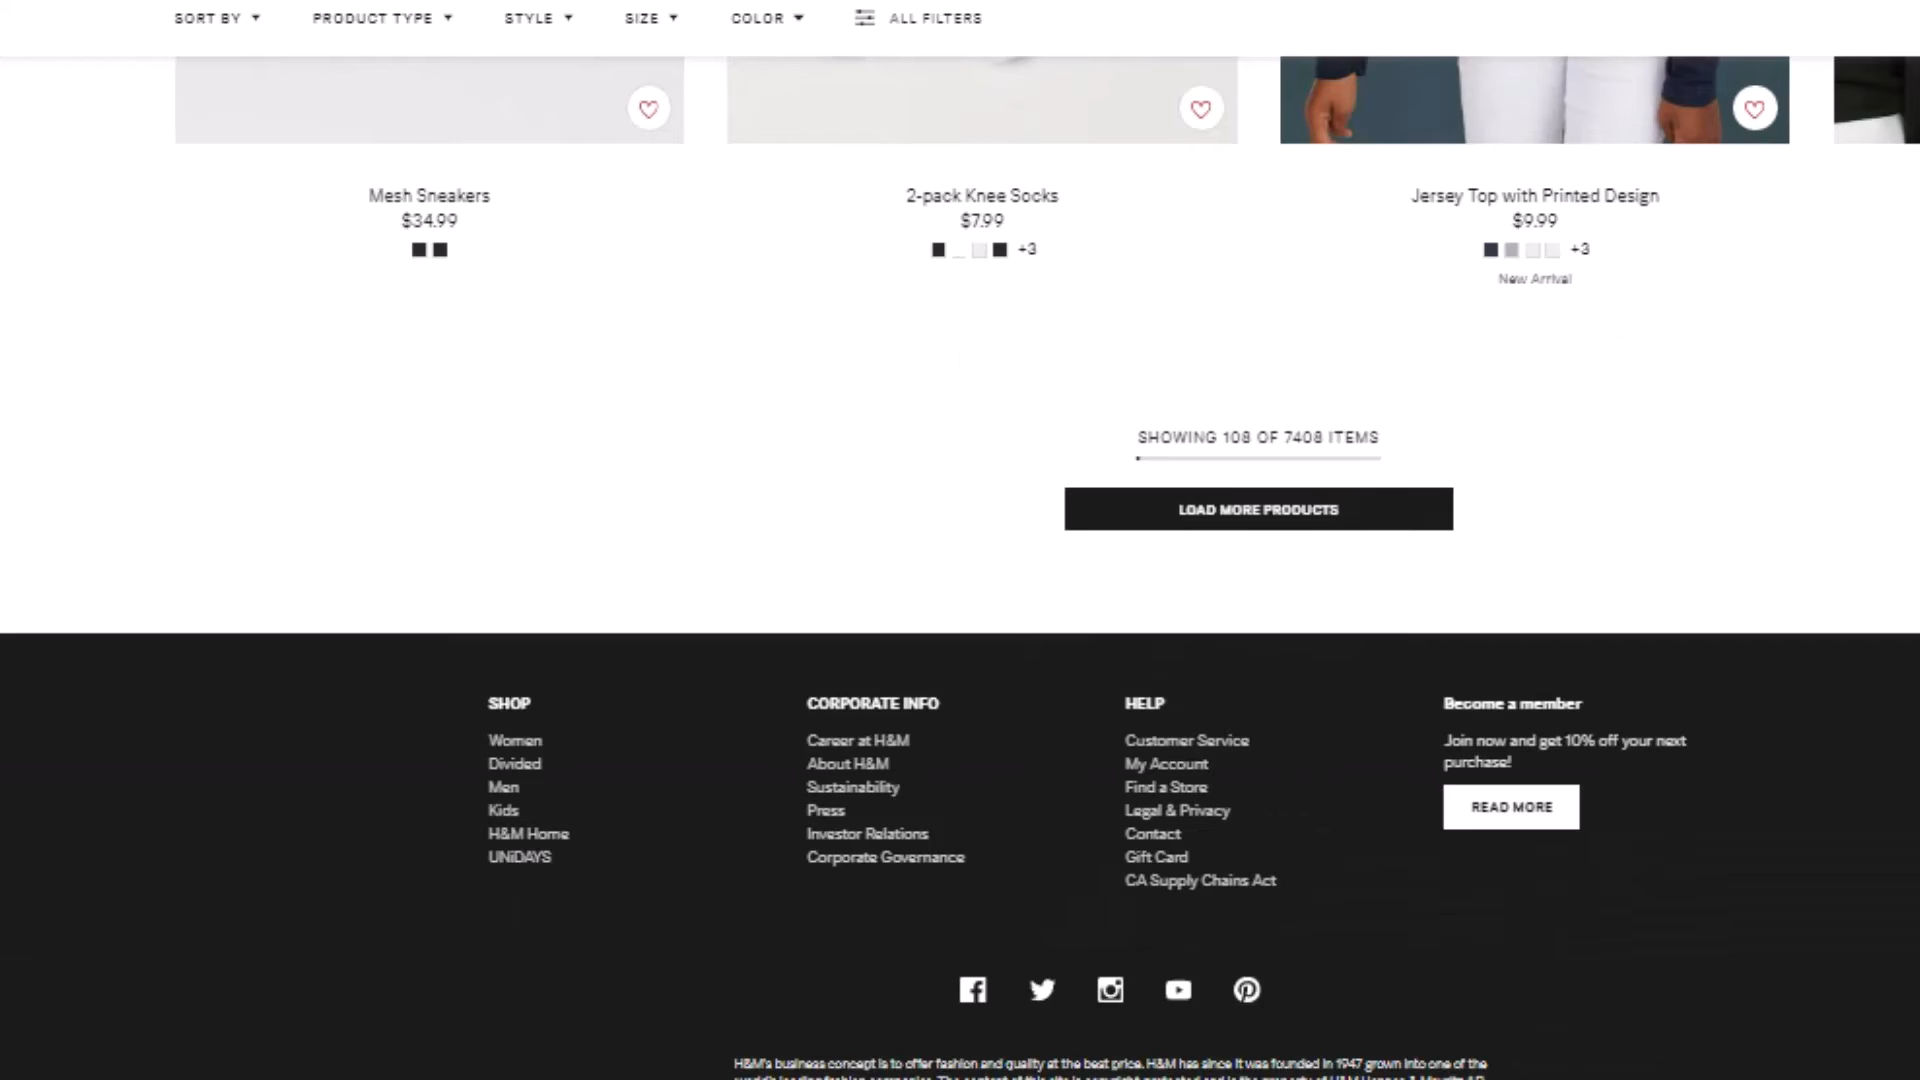 SORT BY PRODUCT TYPE STYLE SIZE COLOR ALL FILTERS
Mesh Sneakers
$34.99
2-pack Knee Socks
$7.99
+3
Jersey Top with Printed Design
$9.99
+3
New Arrival
SHOWING 108 OF 7408 ITEMS
LOAD MORE PRODUCTS
SHOP
Women
Divided
Men
Kids
H&M Home
UNiDAYS
CORPORATE INFO
Career at H&M
About H&M
Sustainability
Press
Investor Relations
Corporate Governance
HELP
Customer Service
My Account
Find a Store
Legal & Privacy
Contact
Gift Card
CA Supply Chains Act
Become a member
Join now and get 10% off your next
purchase!
READ MORE
H&M's business concept is to offer fashion and quality at the best price. H&M has since it was founded in 1947 grown into one of the